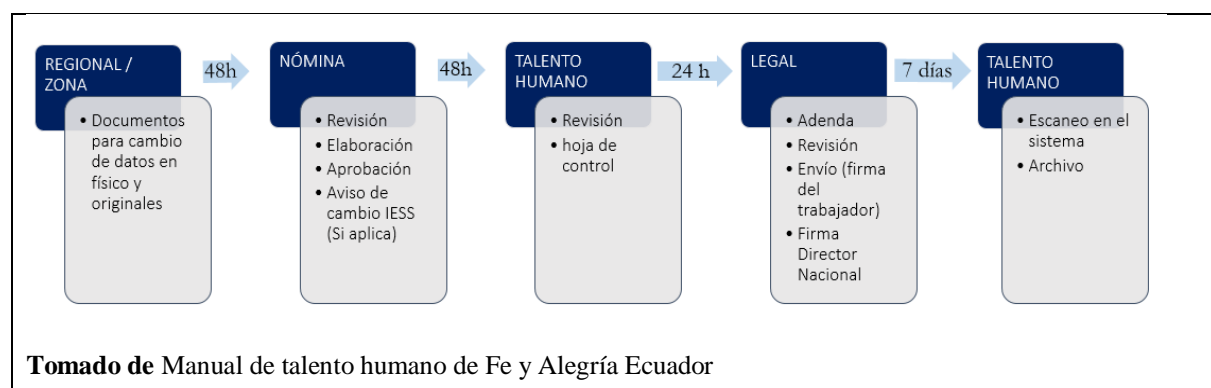 REGIONAL /
ZONA
• Documentos
para cambio
de datos en
físico y
originales
48h
NÓMINA
• Revisión
• Elaboración
• Aprobación
• Aviso de
cambio IESS
(Si aplica)
48h
TALENTO
HUMANO
• Revisión
• hoja de
control
24 h
LEGAL
• Adenda
• Revisión
• Envío (firma
del
trabajador)
• Firma
Director
Nacional
7 días
TALENTO
HUMANO
• Escaneo en el
sistema
• Archivo
Tomado de Manual de talento humano de Fe y Alegría Ecuador